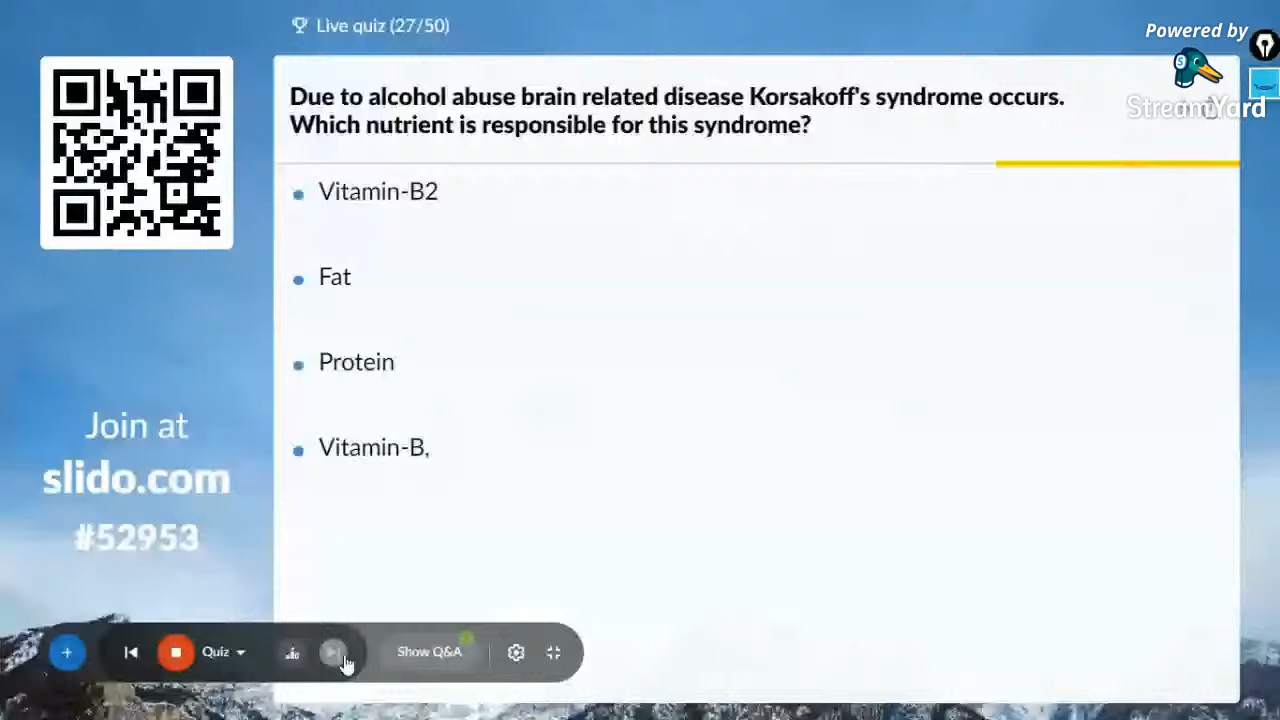 Live quiz (27/50)
Powered by
StreamYard
Due to alcohol abuse brain related disease Korsakoff's syndrome occurs.
Which nutrient is responsible for this syndrome?
Vitamin-B2
Fat
Protein
Vitamin-B,
Join at
slido.com
#52953
Quiz
Show Q&A